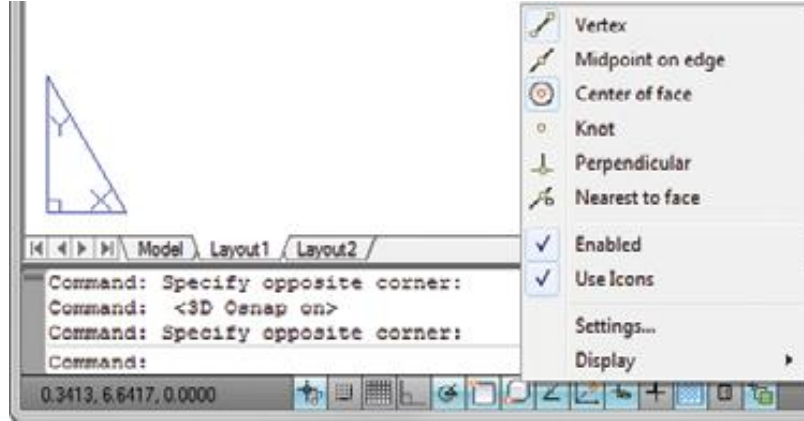 Vertex
Midpoint on edge
Center of face
Knot
Perpendicular
Nearest to face
Enabled
Use Icons
Settings...
Display
Y
X
Model Layout1 Layout2
Command: Specify opposite corner:
Command: <3D Osnap on>
Command: Specify opposite corner:
Command:
0.3413, 6.6417, 0.0000